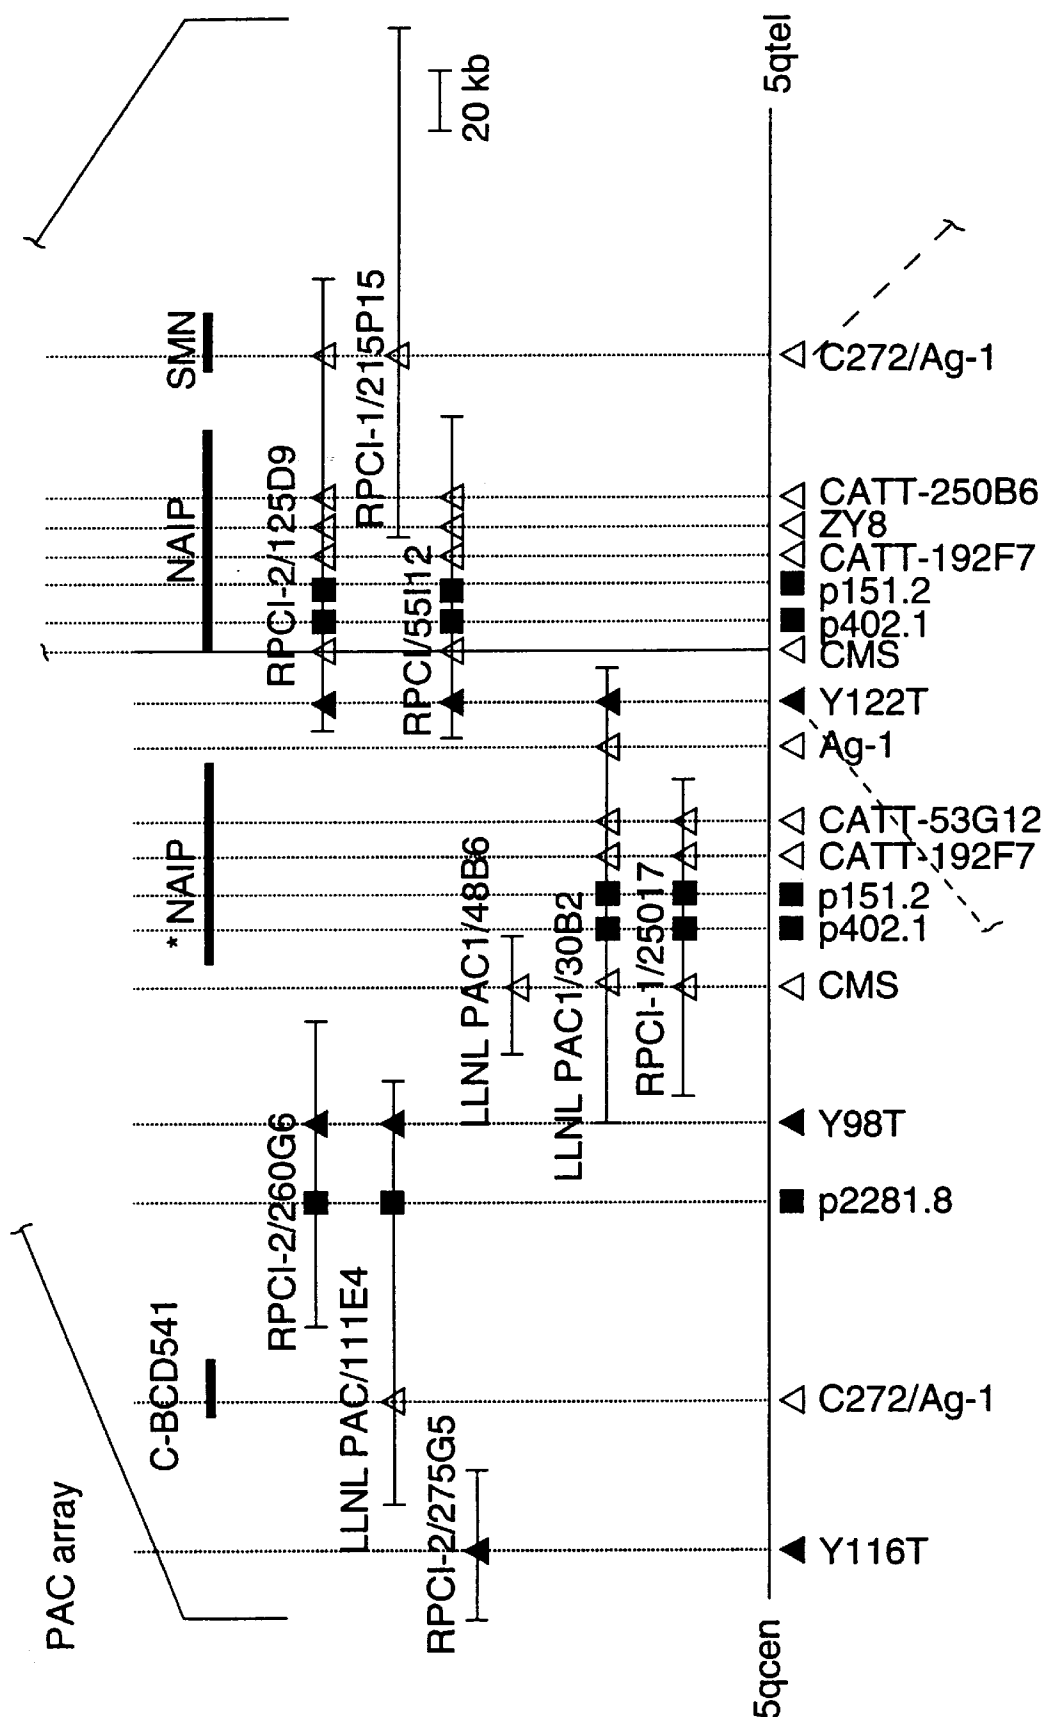 PAC array
C-BCD541
* NAIP
NAIP
SMN
RPCI-2/260G6
RPCI-2/125D9
LLNL PAC/111E4
RPCI-1/215P15
RPCI-2/275G5
LLNL PAC1/48B6
RPCI/55I12
20 kb
LLNL PAC1/30B2
RPCI-1/25017
5qcen
5qtel
Y116T
C272/Ag-1
p2281.8
Y98T
CMS
p402.1
p151.2
CATT-192F7
CATT-53G12
Ag-1
Y122T
CMS
p402.1
p151.2
CATT-192F7
ZY8
CATT-250B6
C272/Ag-1